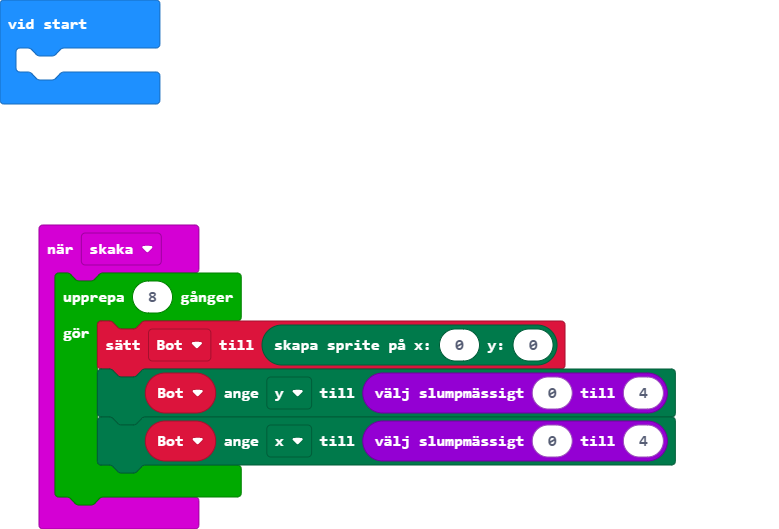 vid start
när skaka
upprepa 8 gånger
gör
sätt Bot till skapa sprite på x: 0 y: 0
Bot ange y till välj slumpmässigt 0 till 4
Bot ange x till välj slumpmässigt 0 till 4